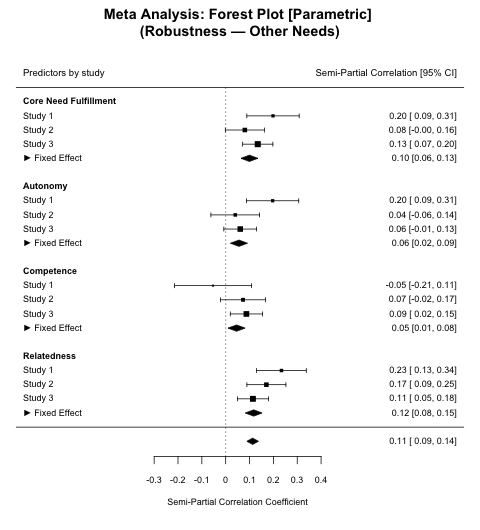 Meta Analysis: Forest Plot [Parametric]
(Robustness — Other Needs)
Predictors by study Semi-Partial Correlation [95% CI]
Core Need Fulfillment
Study 1 0.20 [ 0.09, 0.31]
Study 2 0.08 [-0.00, 0.16]
Study 3 0.13 [ 0.07, 0.20]
► Fixed Effect 0.10 [0.06, 0.13]
Autonomy
Study 1 0.20 [ 0.09, 0.31]
Study 2 0.04 [-0.06, 0.14]
Study 3 0.06 [-0.01, 0.13]
► Fixed Effect 0.06 [0.02, 0.09]
Competence
Study 1 -0.05 [-0.21, 0.11]
Study 2 0.07 [-0.02, 0.17]
Study 3 0.09 [ 0.02, 0.15]
► Fixed Effect 0.05 [0.01, 0.08]
Relatedness
Study 1 0.23 [ 0.13, 0.34]
Study 2 0.17 [ 0.09, 0.25]
Study 3 0.11 [ 0.05, 0.18]
► Fixed Effect 0.12 [0.08, 0.15]
0.11 [ 0.09, 0.14]
-0.3 -0.2 -0.1 0 0.1 0.2 0.3 0.4
Semi-Partial Correlation Coefficient